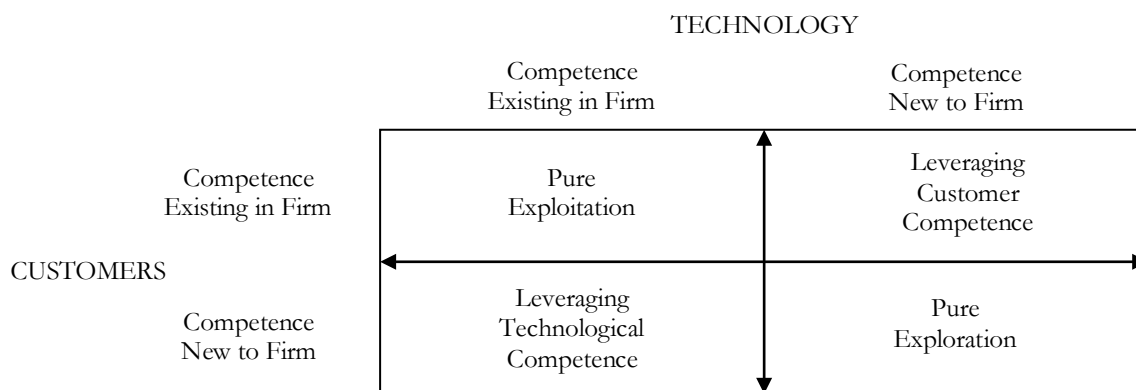 TECHNOLOGY
Competence
Existing in Firm
Competence
New to Firm
Competence
Existing in Firm
Pure
Exploitation
Leveraging
Customer
Competence
CUSTOMERS
Competence
New to Firm
Leveraging
Technological
Competence
Pure
Exploration